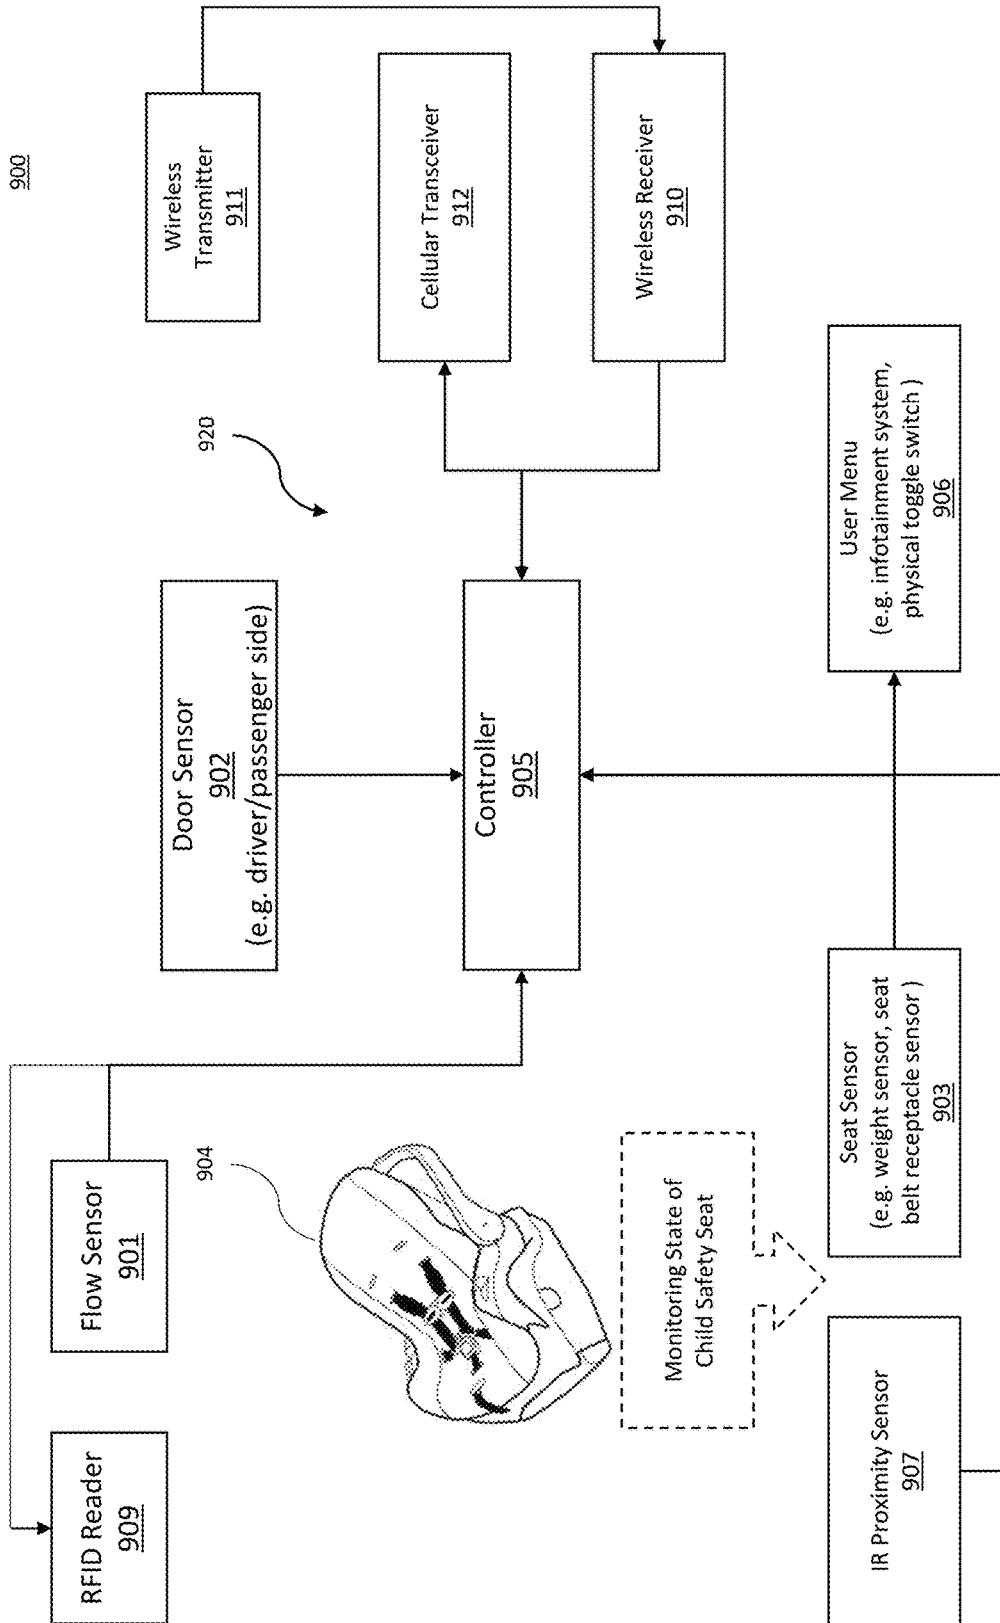 900
RFID Reader
909
Flow Sensor
901
Door Sensor
902
(e.g. driver/passenger side)
Wireless
Transmitter
911
904
920
Cellular Transceiver
912
Controller
905
Wireless Receiver
910
Monitoring State of
Child Safety Seat
IR Proximity Sensor
907
Seat Sensor
(e.g. weight sensor, seat
belt receptacle sensor )
903
User Menu
(e.g. infotainment system,
physical toggle switch )
906